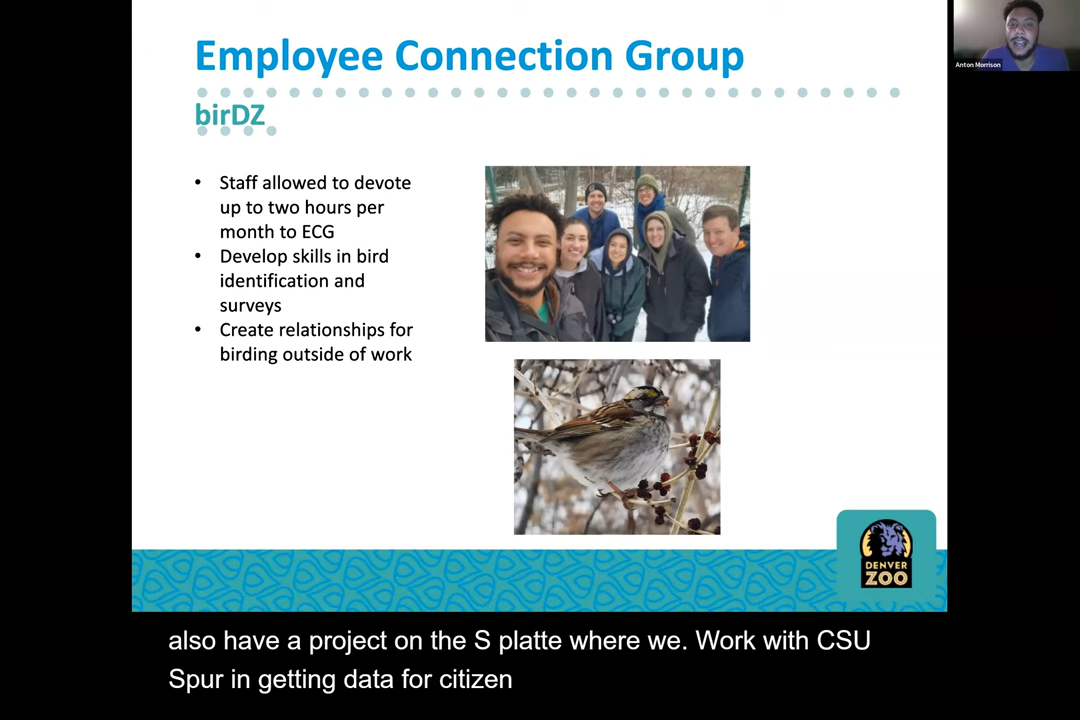 Employee Connection Group
birDZ
• Staff allowed to devote
up to two hours per
month to ECG
• Develop skills in bird
identification and
surveys
• Create relationships for
birding outside of work
Anton Morrison
DENVER
ZOO
also have a project on the S platte where we. Work with CSU
Spur in getting data for citizen